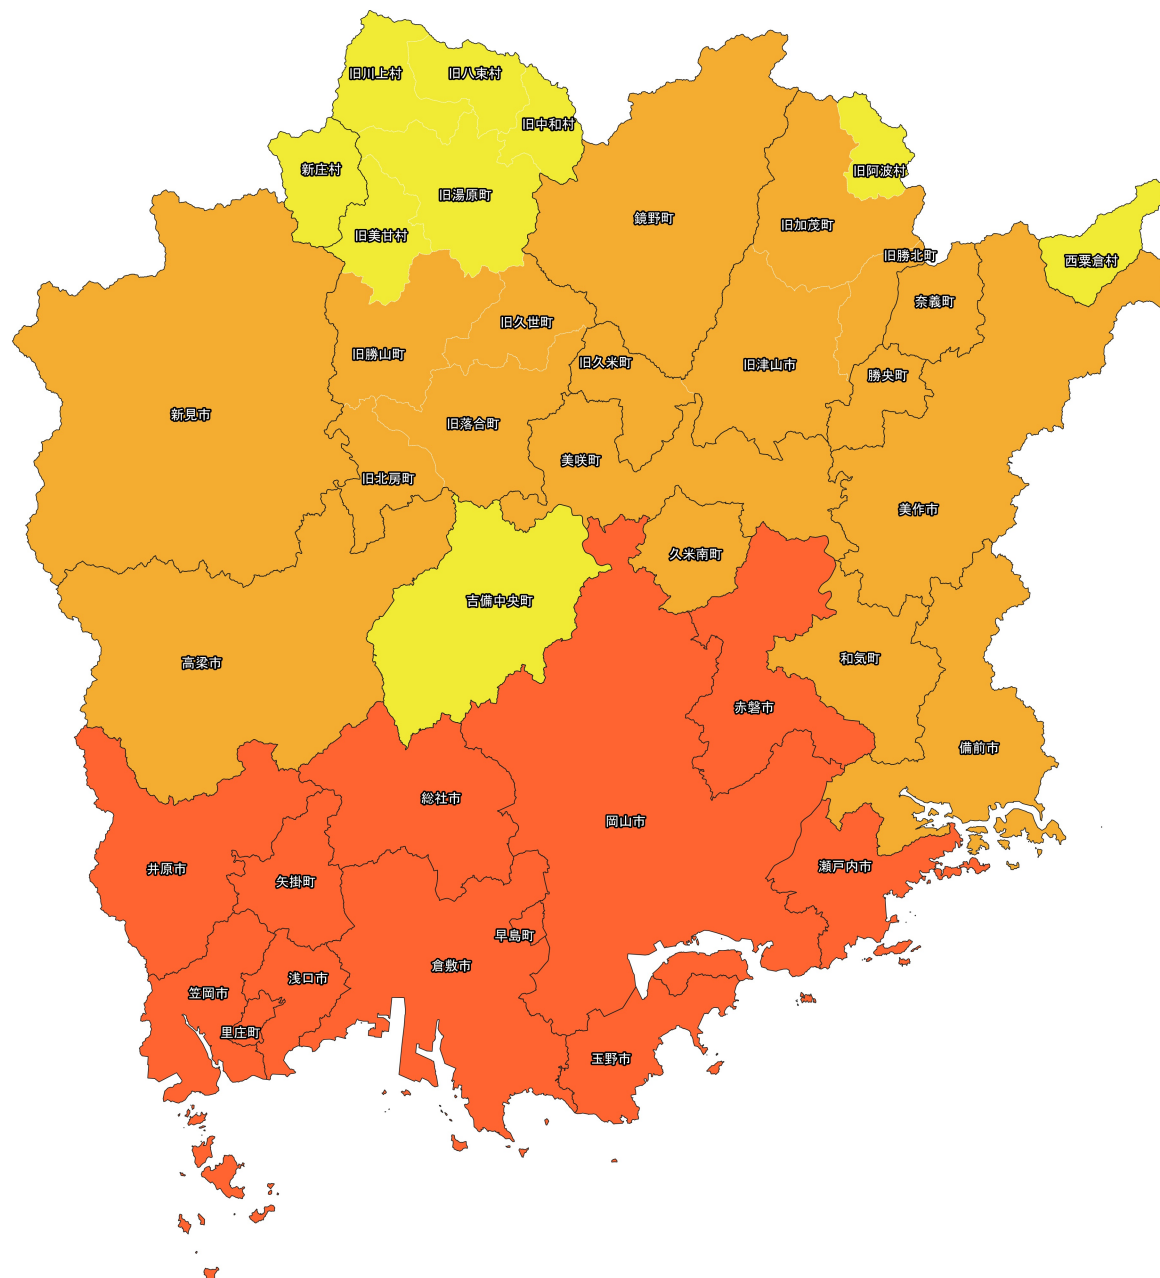 旧川上村
旧八束村
旧中和村
新庄村
旧阿波村
旧湯原町
鏡野町
旧加茂町
旧美甘村
旧勝北町
西粟倉村
奈義町
旧久世町
旧勝山町
旧久米町
旧津山市
勝央町
新見市
旧落合町
美咲町
旧北房町
美作市
久米南町
吉備中央町
高梁市
和気町
赤磐市
備前市
総社市
岡山市
井原市
矢掛町
瀬戸内市
早島町
倉敷市
浅口市
笠岡市
里庄町
玉野市